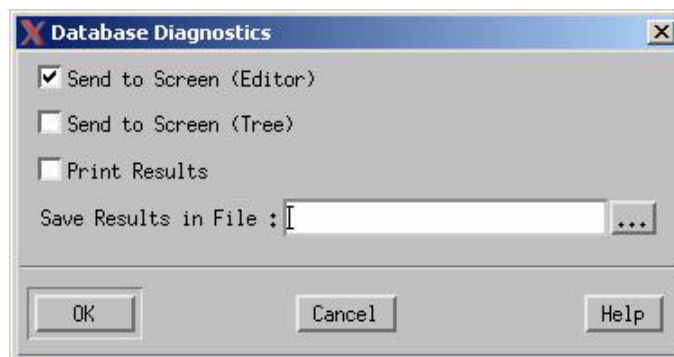 Database Diagnostics
Send to Screen (Editor)
Send to Screen (Tree)
Print Results
Save Results in File :
...
OK Cancel Help